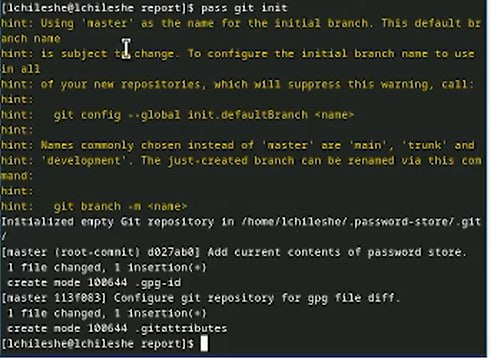 [lchileshe@lchileshe report]$ pass git init
hint: Using 'master' as the name for the initial branch. This default br
anch name
hint: is subject to change. To configure the initial branch name to use
in all
hint: of your new repositories, which will suppress this warning, call:
hint:
hint:   git config --global init.defaultBranch <name>
hint:
hint: Names commonly chosen instead of 'master' are 'main', 'trunk' and
hint: 'development'. The just-created branch can be renamed via this com
mand:
hint:
hint:   git branch -m <name>
Initialized empty Git repository in /home/lchileshe/.password-store/.git
/
[master (root-commit) d027ab0] Add current contents of password store.
 1 file changed, 1 insertion(+)
 create mode 100644 .gpg-id
[master 113f083] Configure git repository for gpg file diff.
 1 file changed, 1 insertion(+)
 create mode 100644 .gitattributes
[lchileshe@lchileshe report]$